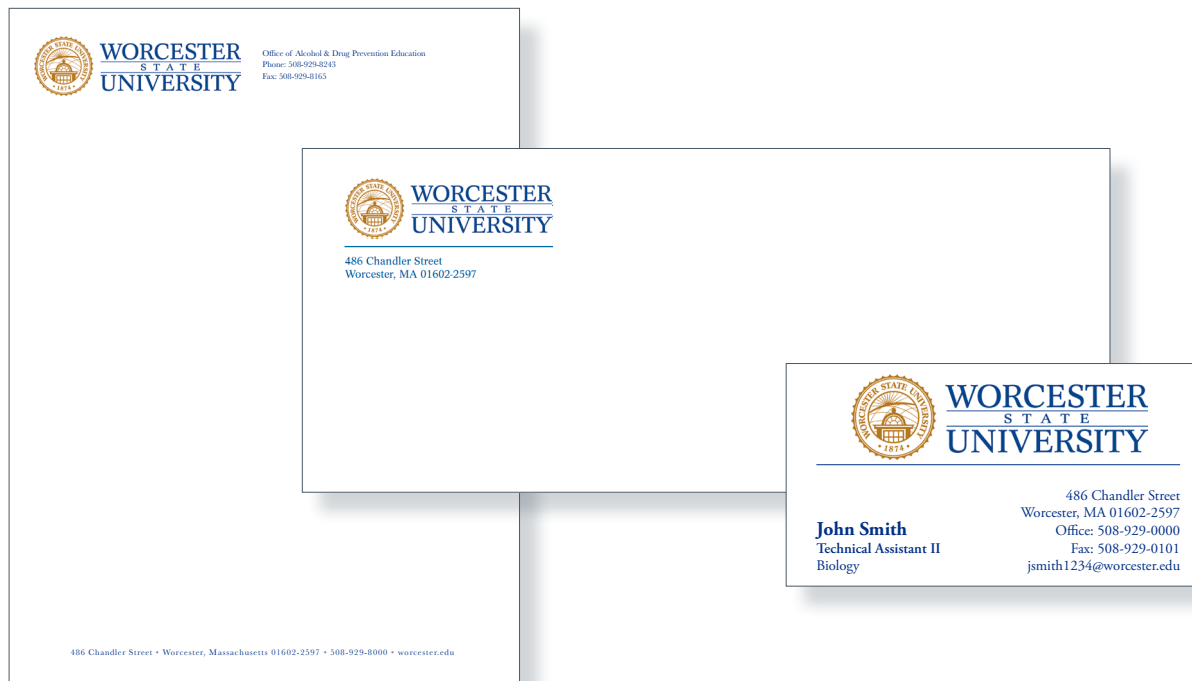 WORCESTER STATE UNIVERSITY
• 1874 •
WORCESTER
STATE
UNIVERSITY
Office of Alcohol & Drug Prevention Education
Phone: 508-929-8243
Fax: 508-929-8165
486 Chandler Street • Worcester, Massachusetts 01602-2597 • 508-929-8000 • worcester.edu
WORCESTER STATE UNIVERSITY
• 1874 •
WORCESTER
STATE
UNIVERSITY
486 Chandler Street
Worcester, MA 01602-2597
WORCESTER STATE UNIVERSITY
• 1874 •
WORCESTER
STATE
UNIVERSITY
John Smith
Technical Assistant II
Biology
486 Chandler Street
Worcester, MA 01602-2597
Office: 508-929-0000
Fax: 508-929-0101
jsmith1234@worcester.edu